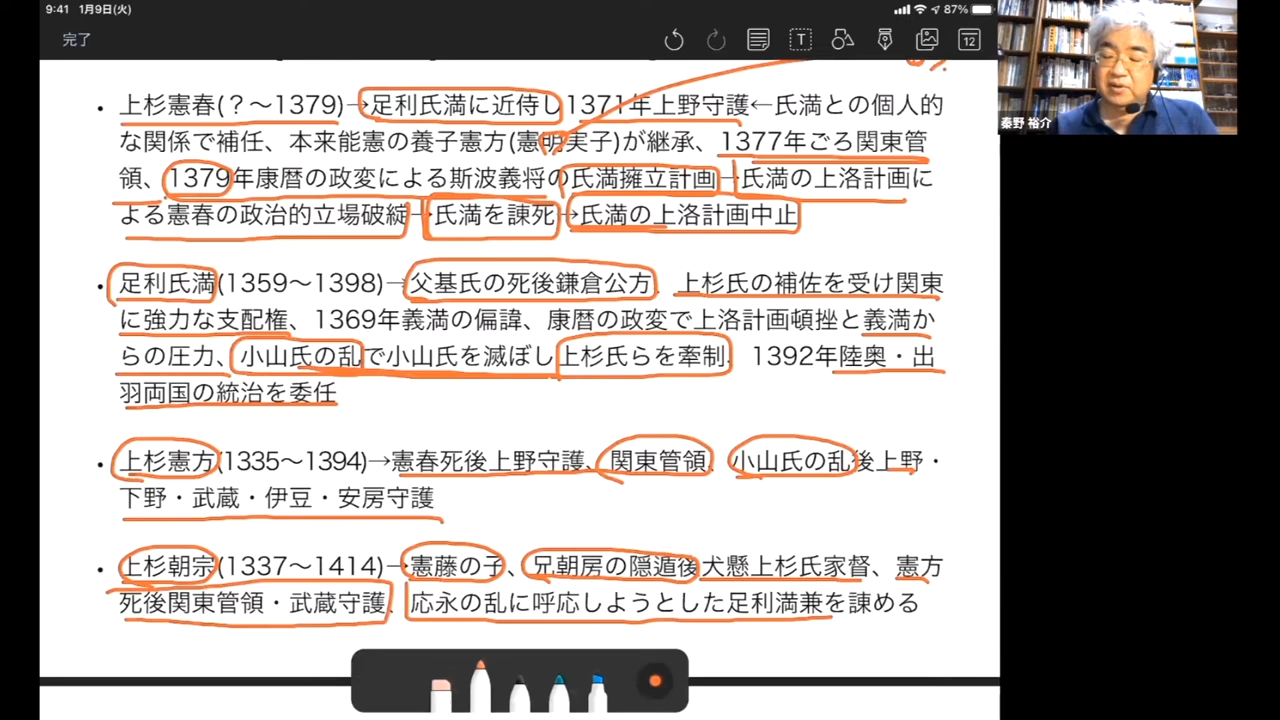 9:41 1月9日(火)
87%
完了
T
12
秦野 裕介
• 上杉憲春(？〜1379)→足利氏満に近侍し1371年上野守護←氏満との個人的
な関係で補任、本来能憲の養子憲方(憲明実子)が継承、1377年ごろ関東管
領、1379年康暦の政変による斯波義将の氏満擁立計画→氏満の上洛計画に
よる憲春の政治的立場破綻→氏満を諫死→氏満の上洛計画中止
• 足利氏満(1359〜1398)→父基氏の死後鎌倉公方、上杉氏の補佐を受け関東
に強力な支配権、1369年義満の偏諱、康暦の政変で上洛計画頓挫と義満か
らの圧力、小山氏の乱で小山氏を滅ぼし上杉氏らを牽制、1392年陸奥・出
羽両国の統治を委任
• 上杉憲方(1335〜1394)→憲春死後上野守護、関東管領、小山氏の乱後上野・
下野・武蔵・伊豆・安房守護
• 上杉朝宗(1337〜1414)→憲藤の子、兄朝房の隠遁後犬懸上杉氏家督、憲方
死後関東管領・武蔵守護、応永の乱に呼応しようとした足利満兼を諫める